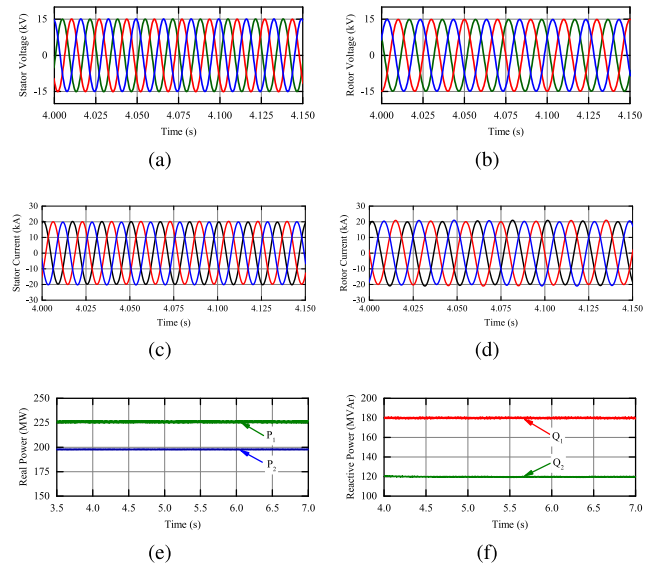 Stator Voltage (kV)
15
0
-15
4.000 4.025 4.050 4.075 4.100 4.125 4.150
Time (s)
(a)
Rotor Voltage (kV)
15
0
-15
4.000 4.025 4.050 4.075 4.100 4.125 4.150
Time (s)
(b)
Stator Current (kA)
30
20
10
0
-10
-20
-30
4.000 4.025 4.050 4.075 4.100 4.125 4.150
Time (s)
(c)
Rotor Current (kA)
30
20
10
0
-10
-20
-30
4.000 4.025 4.050 4.075 4.100 4.125 4.150
Time (s)
(d)
Real Power (MW)
250
225
200
175
150
P1
P2
3.5 4.0 4.5 5.0 5.5 6.0 6.5 7.0
Time (s)
(e)
Reactive Power (MVAr)
200
180
160
140
120
100
Q1
Q2
4.0 4.5 5.0 5.5 6.0 6.5 7.0
Time (s)
(f)